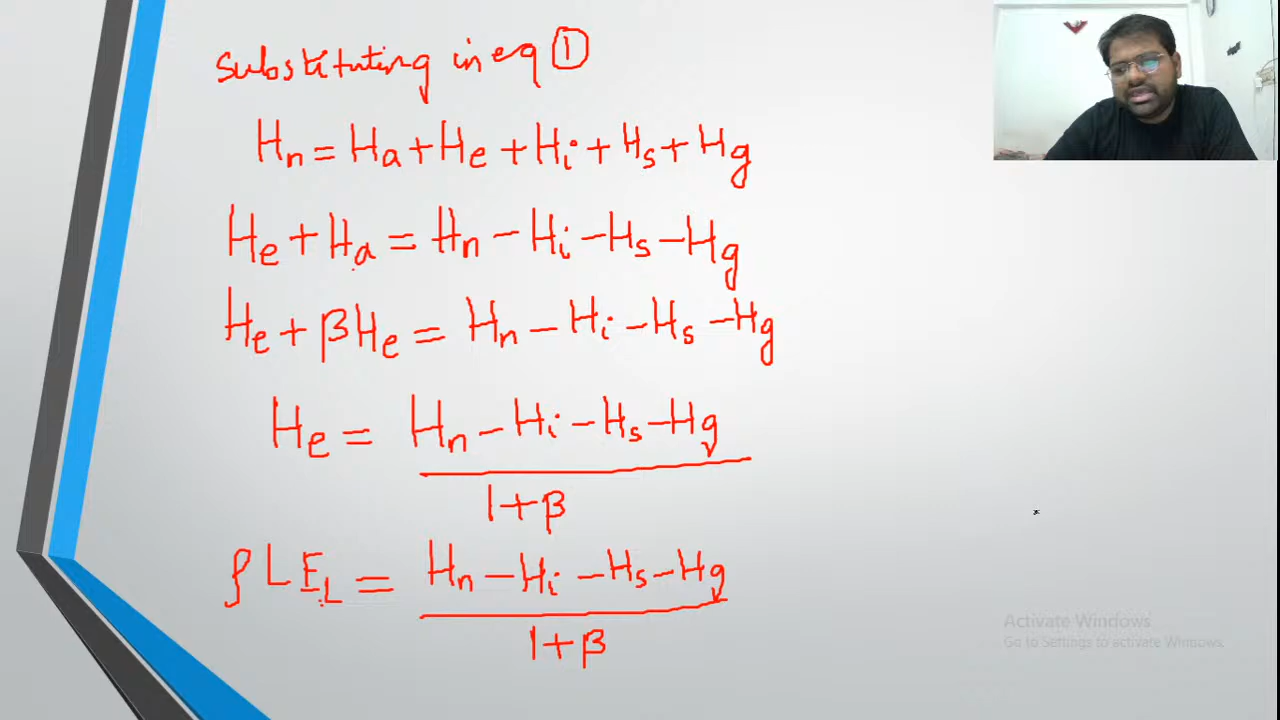 Substituting in eq ①
Hn = Ha + He + Hi + Hs + Hg
He + Ha = Hn - Hi - Hs - Hg
He + βHe = Hn - Hi - Hs - Hg
He = Hn - Hi - Hs - Hg
1+β
ρ L EL = Hn - Hi - Hs - Hg
1+β
Activate Windows
Go to Settings to activate Windows.